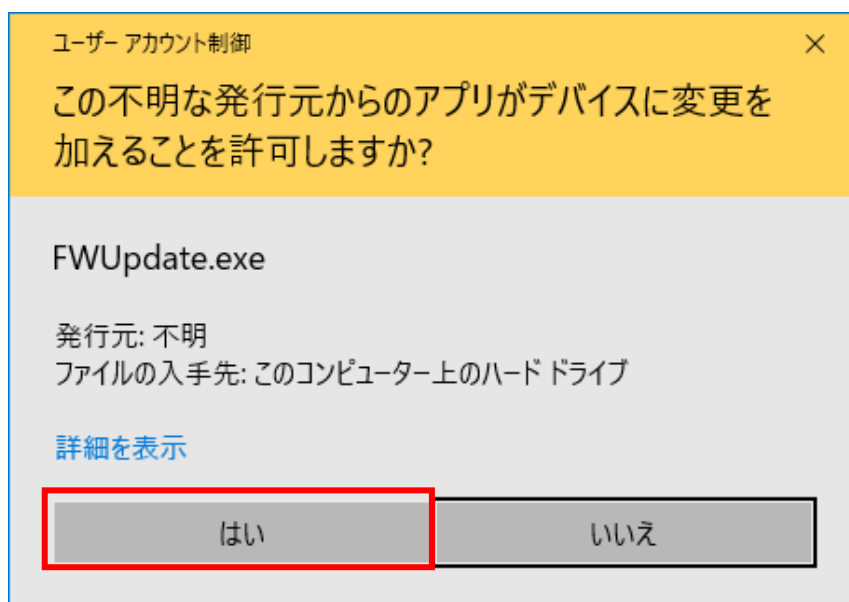 ユーザー アカウント制御
この不明な発行元からのアプリがデバイスに変更を
加えることを許可しますか?
FWUpdate.exe
発行元: 不明
ファイルの入手先: このコンピューター上のハード ドライブ
詳細を表示
はい
いいえ